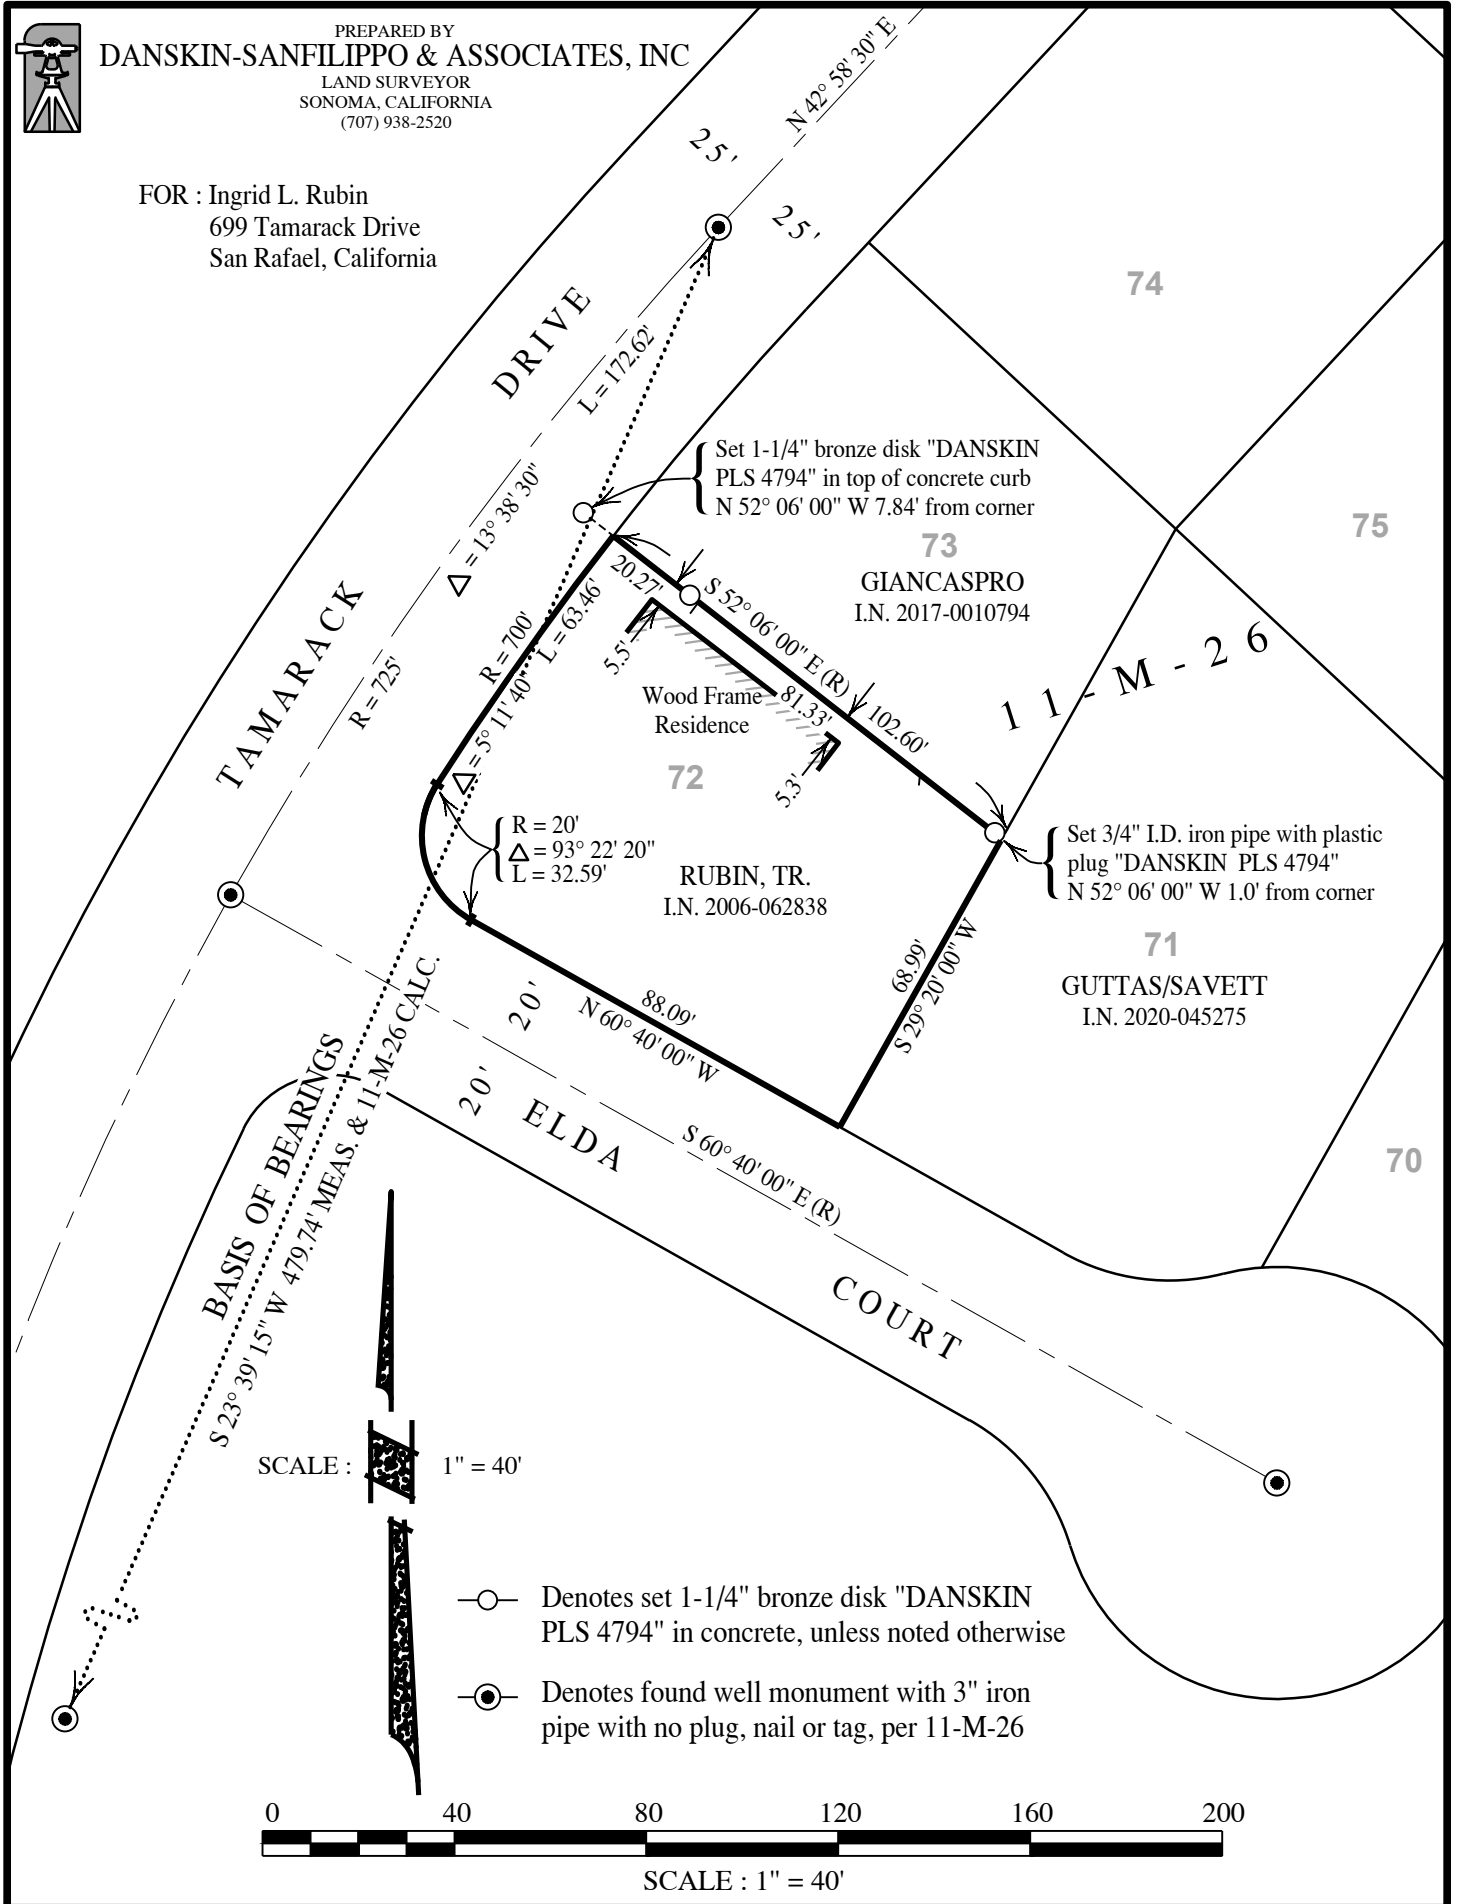 PREPARED BY
DANSKIN-SANFILIPPO & ASSOCIATES, INC
LAND SURVEYOR
SONOMA, CALIFORNIA
(707) 938-2520
FOR : Ingrid L. Rubin
699 Tamarack Drive
San Rafael, California
N 42° 58' 30" E
25'
25'
74
TAMARACK DRIVE
L = 172.62'
Δ = 13° 38' 30"
R = 725'
Set 1-1/4" bronze disk "DANSKIN
PLS 4794" in top of concrete curb
N 52° 06' 00" W 7.84' from corner
73
GIANCASPRO
I.N. 2017-0010794
75
11-M-26
20.27'
S 52° 06' 00" E (R)
102.60'
81.33'
5.5'
5.3'
R = 700'
L = 63.46'
Δ = 5° 11' 40"
Wood Frame
Residence
72
R = 20'
Δ = 93° 22' 20"
L = 32.59'
RUBIN, TR.
I.N. 2006-062838
Set 3/4" I.D. iron pipe with plastic
plug "DANSKIN PLS 4794"
N 52° 06' 00" W 1.0' from corner
71
GUTTAS/SAVETT
I.N. 2020-045275
68.99'
S 29° 20' 00" W
88.09'
N 60° 40' 00" W
20'
20'
ELDA COURT
S 60° 40' 00" E (R)
70
BASIS OF BEARINGS
S 23° 39' 15" W 479.74' MEAS. & 11-M-26 CALC.
SCALE : 1" = 40'
Denotes set 1-1/4" bronze disk "DANSKIN
PLS 4794" in concrete, unless noted otherwise
Denotes found well monument with 3" iron
pipe with no plug, nail or tag, per 11-M-26
0 40 80 120 160 200
SCALE : 1" = 40'